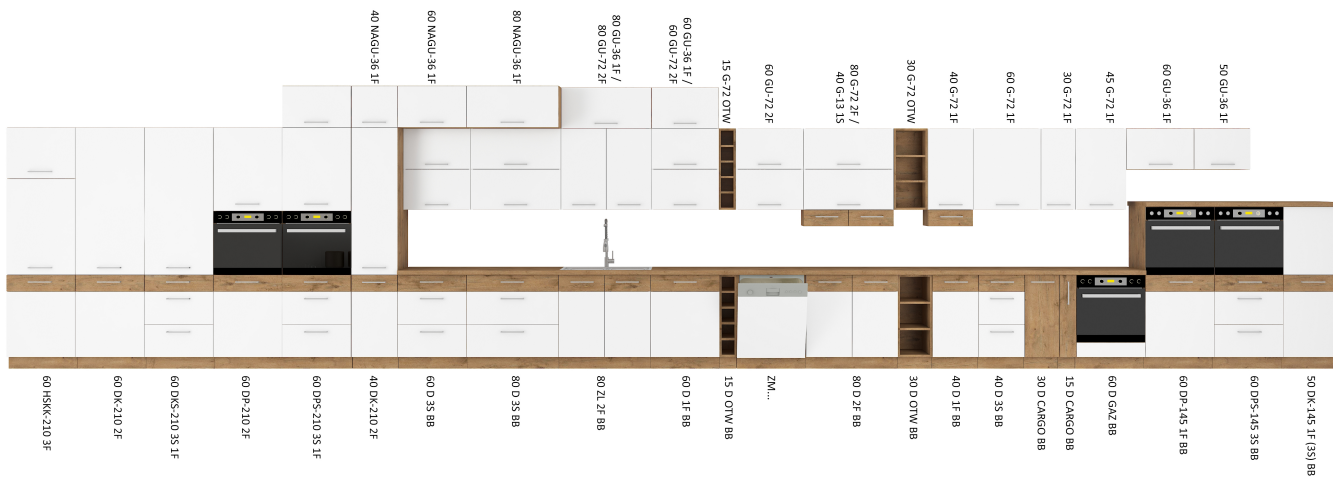 40 NAGU-36 1F
60 NAGU-36 1F
80 NAGU-36 1F
80 GU-36 1F /
80 GU-72 2F
60 GU-36 1F /
60 GU-72 2F
15 G-72 OTW
60 GU-72 2F
80 G-72 2F /
40 G-13 1S
30 G-72 OTW
40 G-72 1F
60 G-72 1F
30 G-72 1F
45 G-72 1F
60 GU-36 1F
50 GU-36 1F
60 HSKK-210 3F
60 DK-210 2F
60 DKS-210 3S 1F
60 DP-210 2F
60 DPS-210 3S 1F
40 DK-210 2F
60 D 3S BB
80 D 3S BB
80 ZL 2F BB
60 D 1F BB
15 D OTW BB
ZM...
80 D 2F BB
30 D OTW BB
40 D 1F BB
40 D 3S BB
30 D CARGO BB
15 D CARGO BB
60 D GAZ BB
60 DP-145 1F BB
60 DPS-145 3S BB
50 DK-145 1F (3S) BB